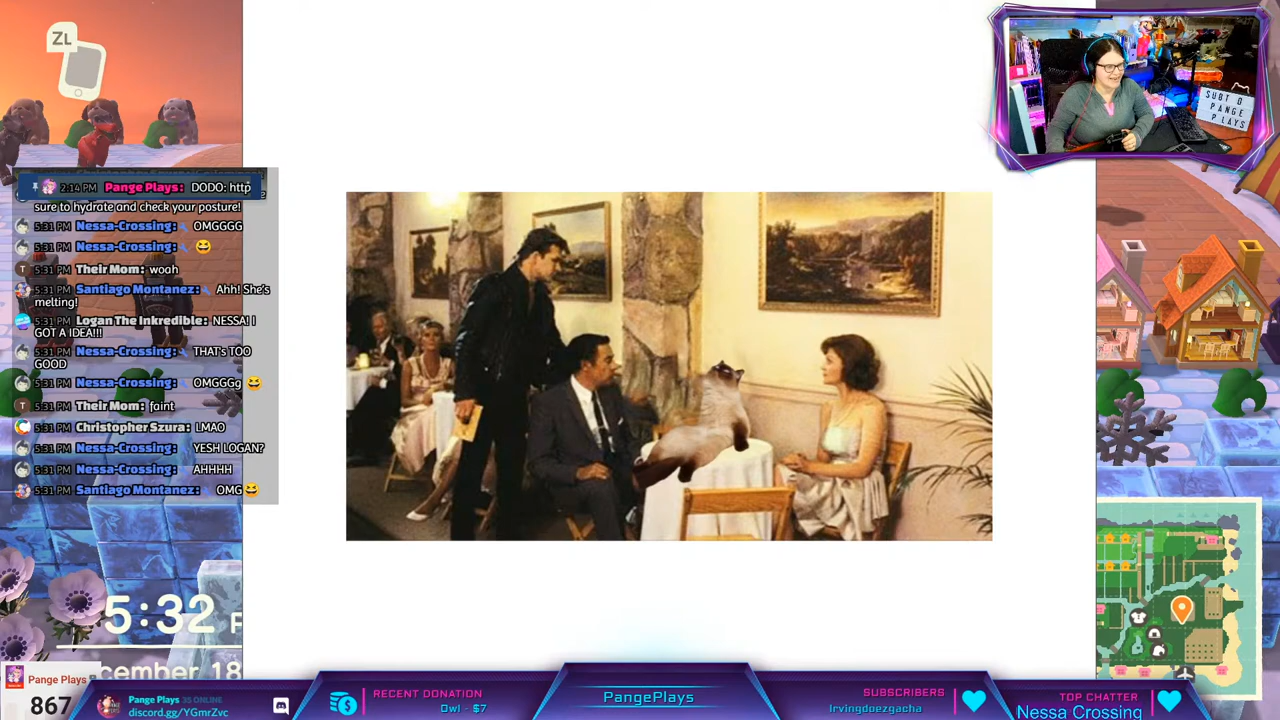 ZL
2:14 PM Pange Plays: DODO: http
sure to hydrate and check your posture!
5:31 PM Nessa-Crossing: OMGGG
5:31 PM Nessa-Crossing: 😆
T 5:31 PM Their Mom: woah
5:31 PM Santiago Montanez: Ahh! She's
melting!
5:31 PM Logan The Inkredible: NESSA! I
GOT A IDEA!!!
5:31 PM Nessa-Crossing: THAT'S TOO
GOOD
5:31 PM Nessa-Crossing: OMGGGg 😆
T 5:31 PM Their Mom: faint
5:31 PM Christopher Szura: LMAO
5:31 PM Nessa-Crossing: YESH LOGAN?
5:31 PM Nessa-Crossing: AHHHH
5:31 PM Santiago Montanez: OMG😆
SUBT O
PANGE
PLAYS
5:32 P
cember 18
Pange Plays
867
Pange Plays 35 ONLINE
discord.gg/YGmrZvc
RECENT DONATION
Owl - $7
PangePlays
SUBSCRIBERS
Irvingdoezgacha
TOP CHATTER
Nessa Crossing